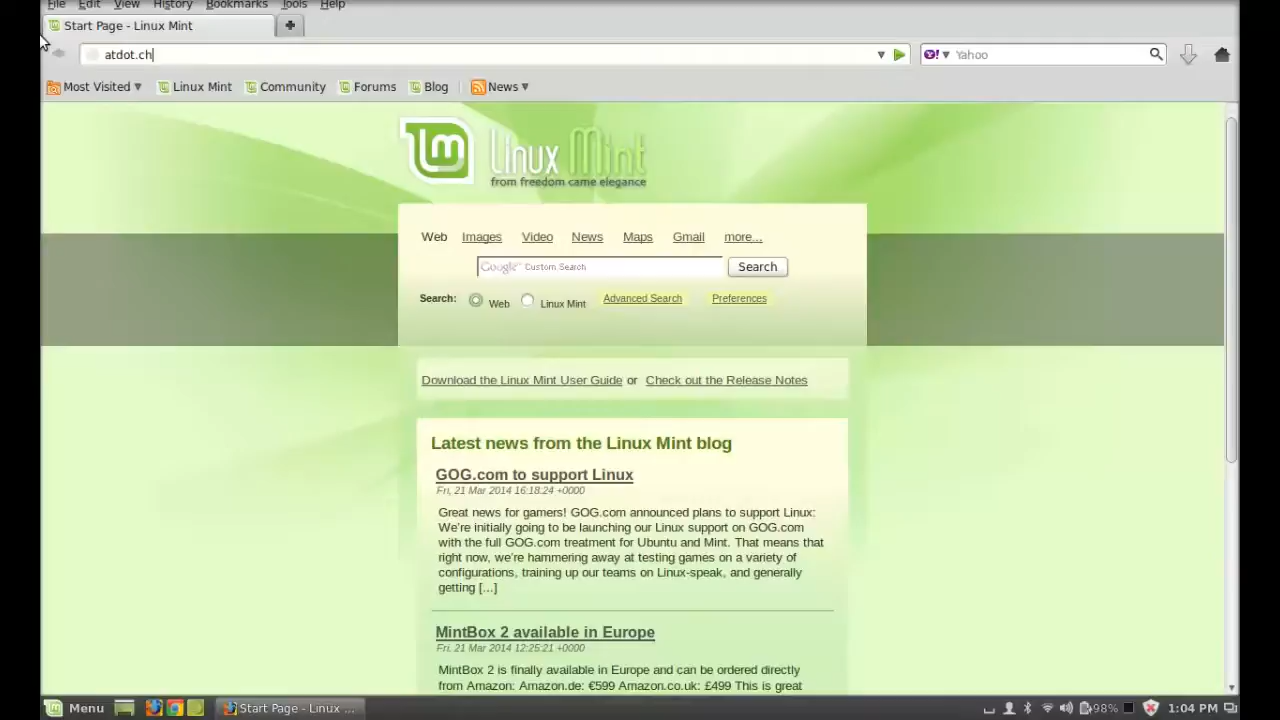 File Edit View History Bookmarks Tools Help
Start Page - Linux Mint
atdot.ch
Y! Yahoo
Most Visited Linux Mint Community Forums Blog News
lm Linux Mint
from freedom came elegance
Web Images Video News Maps Gmail more...
Google™ Custom Search Search
Search: Web Linux Mint Advanced Search Preferences
Download the Linux Mint User Guide or Check out the Release Notes
Latest news from the Linux Mint blog
GOG.com to support Linux
Fri, 21 Mar 2014 16:18:24 +0000
Great news for gamers! GOG.com announced plans to support Linux:
We're initially going to be launching our Linux support on GOG.com
with the full GOG.com treatment for Ubuntu and Mint. That means that
right now, we're hammering away at testing games on a variety of
configurations, training up our teams on Linux-speak, and generally
getting [...]
MintBox 2 available in Europe
Fri, 21 Mar 2014 12:25:21 +0000
MintBox 2 is finally available in Europe and can be ordered directly
from Amazon: Amazon.de: €599 Amazon.co.uk: £499 This is great
Menu Start Page - Linux ... 98% 1:04 PM